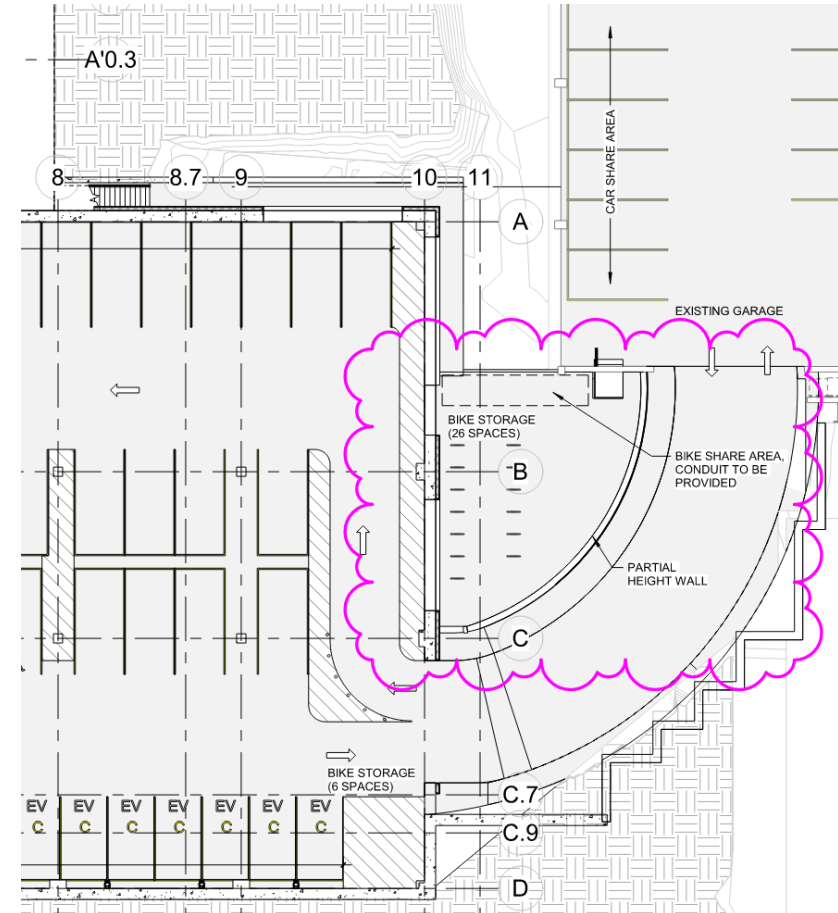 A'0.3
CAR SHARE AREA
8
8.7
9
10
11
A
EXISTING GARAGE
BIKE STORAGE
(26 SPACES)
BIKE SHARE AREA,
CONDUIT TO BE
PROVIDED
B
PARTIAL
HEIGHT WALL
C
BIKE STORAGE
(6 SPACES)
EV EV EV EV EV EV EV
C C C C C C C
C.7
C.9
D